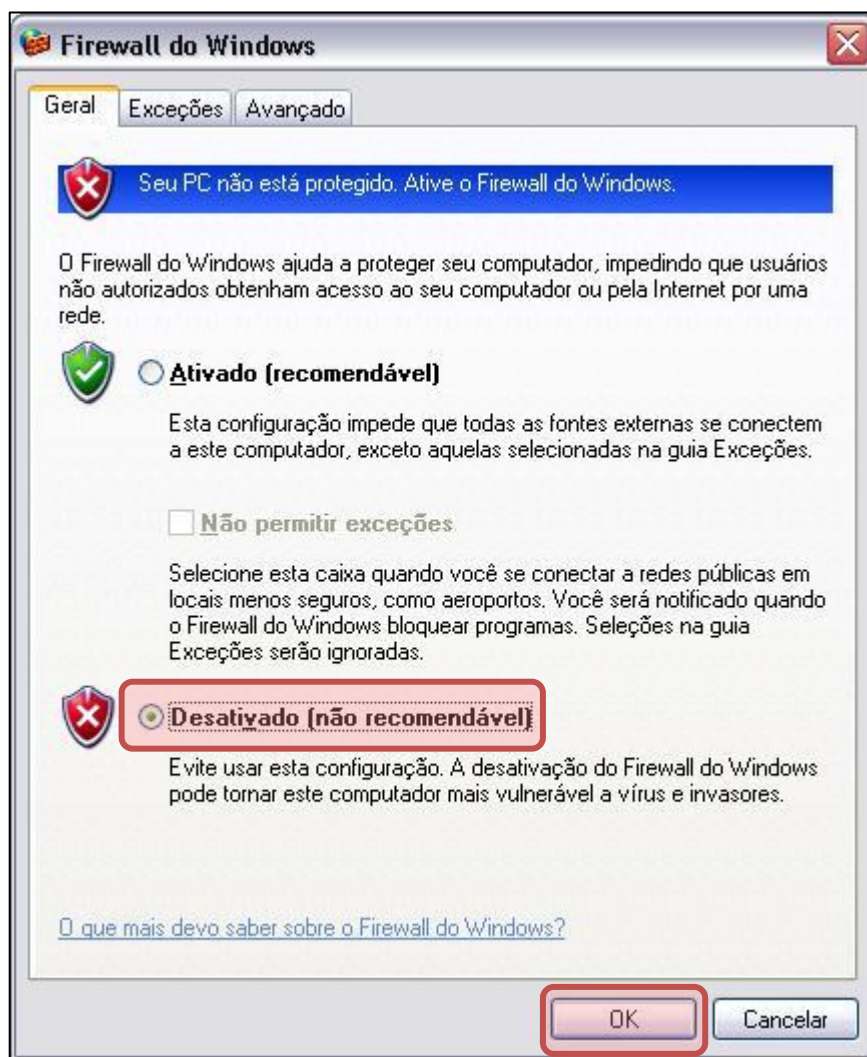 Firewall do Windows
Geral Exceções Avançado
Seu PC não está protegido. Ative o Firewall do Windows.
O Firewall do Windows ajuda a proteger seu computador, impedindo que usuários
não autorizados obtenham acesso ao seu computador ou pela Internet por uma
rede.
Ativado (recomendável)
Esta configuração impede que todas as fontes externas se conectem
a este computador, exceto aquelas selecionadas na guia Exceções.
Não permitir exceções
Selecione esta caixa quando você se conectar a redes públicas em
locais menos seguros, como aeroportos. Você será notificado quando
o Firewall do Windows bloquear programas. Seleções na guia
Exceções serão ignoradas.
Desativado (não recomendável)
Evite usar esta configuração. A desativação do Firewall do Windows
pode tornar este computador mais vulnerável a vírus e invasores.
O que mais devo saber sobre o Firewall do Windows?
OK Cancelar